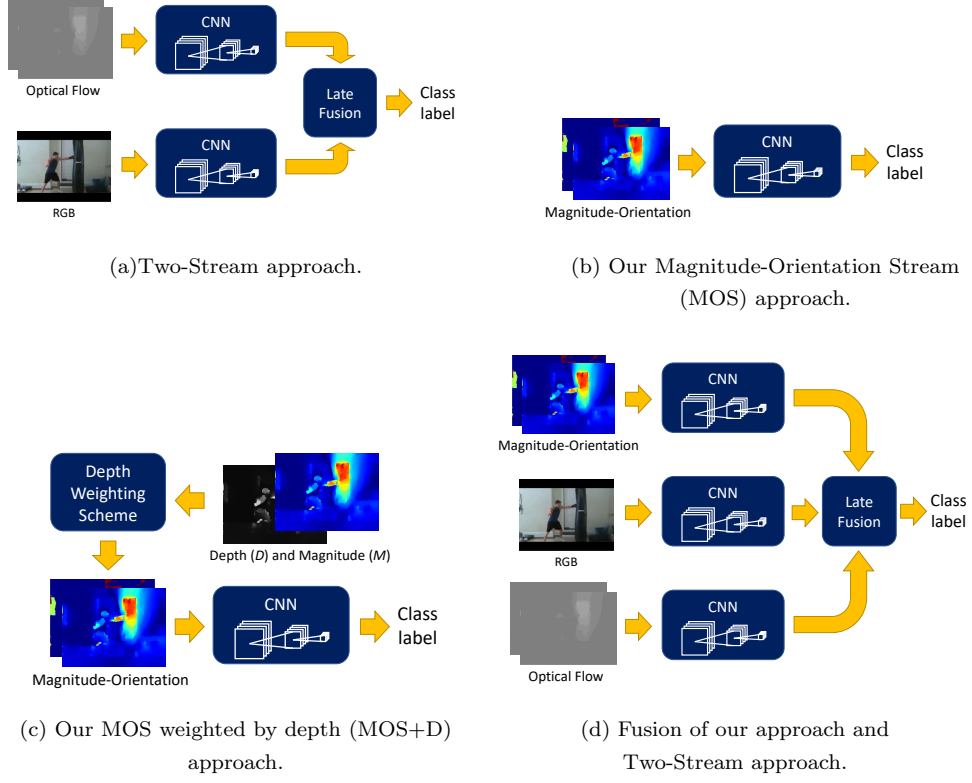 CNN
Optical Flow
Late
Fusion
Class
label
CNN
RGB
(a)Two-Stream approach.
CNN
Class
label
Magnitude-Orientation
(b) Our Magnitude-Orientation Stream
(MOS) approach.
Depth
Weighting
Scheme
Depth (D) and Magnitude (M)
CNN
Class
label
Magnitude-Orientation
(c) Our MOS weighted by depth (MOS+D)
approach.
CNN
Magnitude-Orientation
CNN
RGB
Late
Fusion
Class
label
CNN
Optical Flow
(d) Fusion of our approach and
Two-Stream approach.